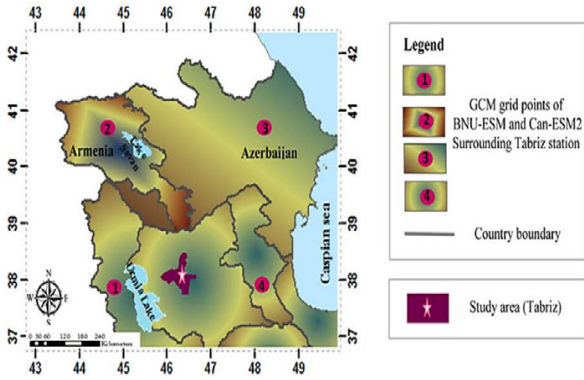 43 44 45 46 47 48 49
42
41
40
39
38
37
42
41
40
39
38
37
2
3
Armenia
Lake
Sevan
Azerbaijan
Caspian sea
1
Urmia Lake
4
N
W
E
S
0 30 60 120 180 240
Kilometers
43 44 45 46 47 48 49
Legend
1
2
3
4
GCM grid points of
BNU-ESM and Can-ESM2
Surrounding Tabriz station
Country boundary
Study area (Tabriz)